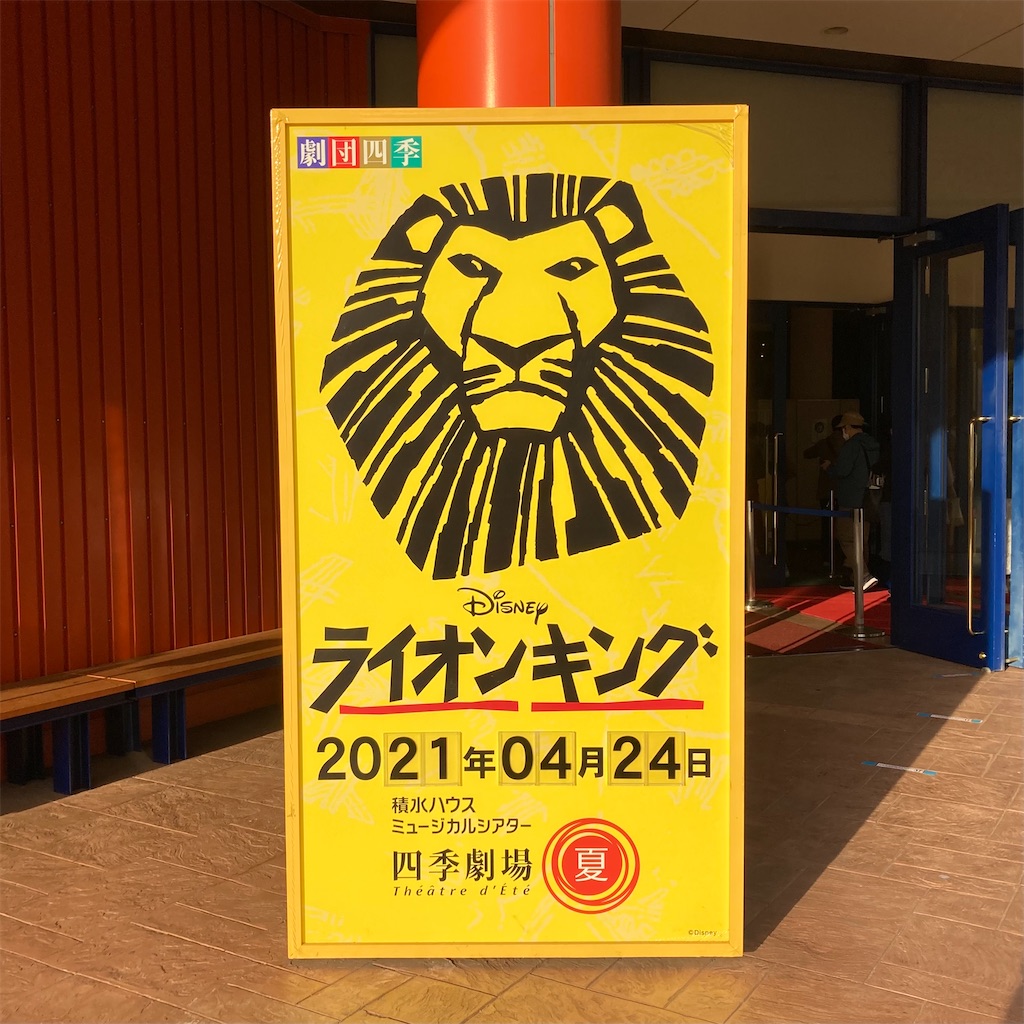 劇団四季
Disney
ライオンキング
2021年04月24日
積水ハウス
ミュージカルシアター
四季劇場
夏
Théâtre d'Été
©Disney